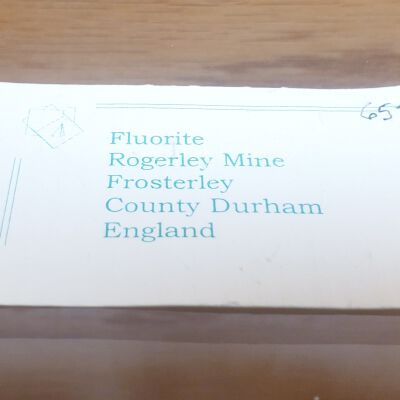 Fluorite
Rogerley Mine
Frosterley
County Durham
England